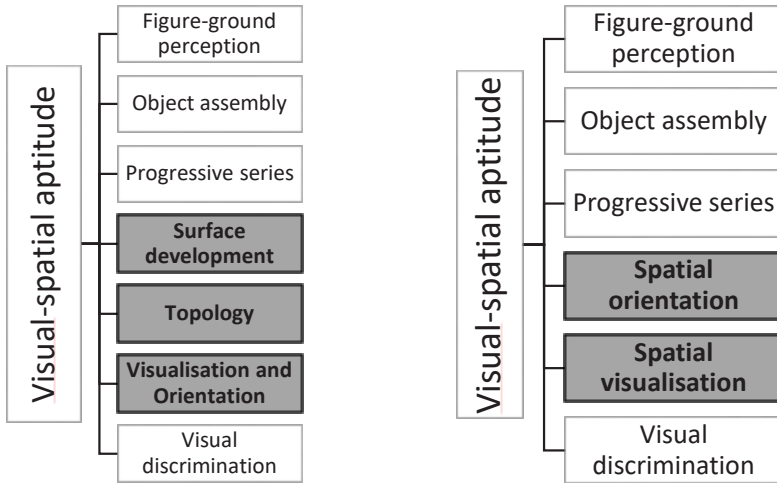 Visual-spatial aptitude
Figure-ground
perception
Object assembly
Progressive series
Surface
development
Topology
Visualisation and
Orientation
Visual
discrimination
Visual-spatial aptitude
Figure-ground
perception
Object assembly
Progressive series
Spatial
orientation
Spatial
visualisation
Visual
discrimination